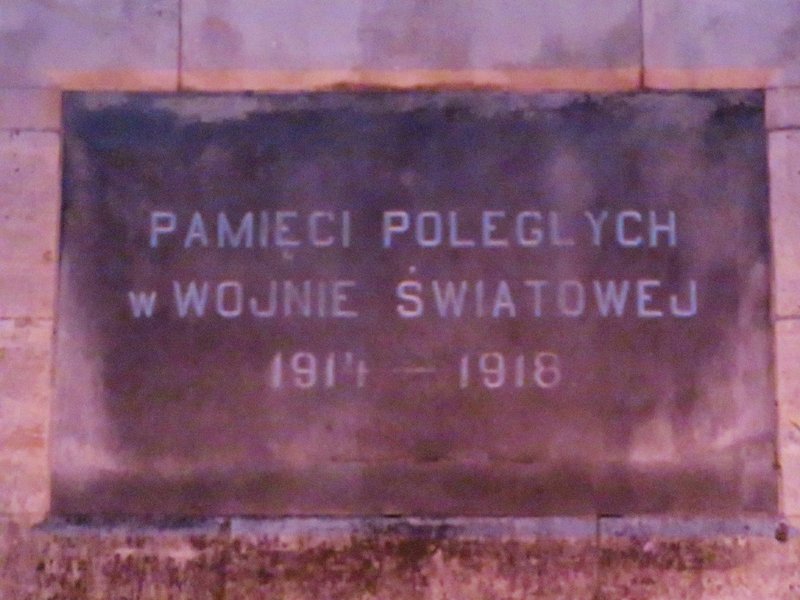 PAMIĘCI POLEGŁYCH
w WOJNIE ŚWIATOWEJ
1914 — 1918